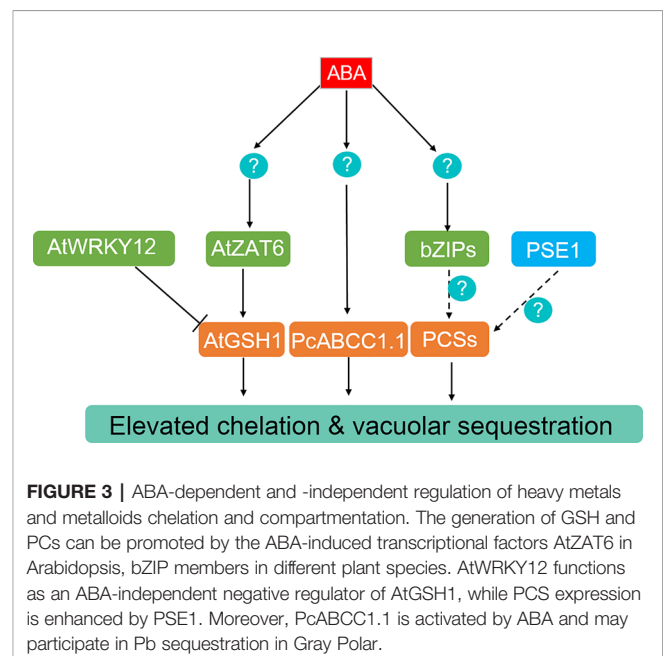 ABA
? ? ?
AtWRKY12 AtZAT6 bZIPs PSE1
? ?
AtGSH1 PcABCC1.1 PCSs
Elevated chelation & vacuolar sequestration
FIGURE 3 | ABA-dependent and -independent regulation of heavy metals
and metalloids chelation and compartmentation. The generation of GSH and
PCs can be promoted by the ABA-induced transcriptional factors AtZAT6 in
Arabidopsis, bZIP members in different plant species. AtWRKY12 functions
as an ABA-independent negative regulator of AtGSH1, while PCS expression
is enhanced by PSE1. Moreover, PcABCC1.1 is activated by ABA and may
participate in Pb sequestration in Gray Polar.